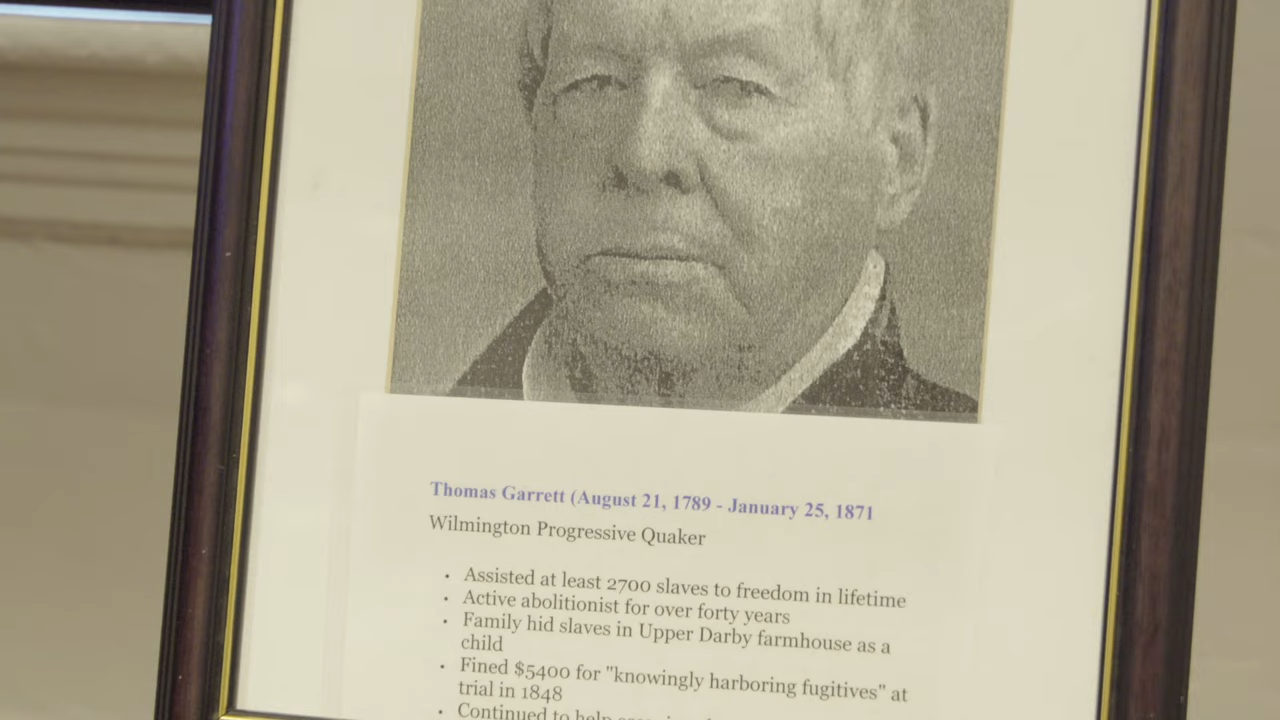 Thomas Garrett (August 21, 1789 - January 25, 1871
Wilmington Progressive Quaker
• Assisted at least 2700 slaves to freedom in lifetime
• Active abolitionist for over forty years
• Family hid slaves in Upper Darby farmhouse as a
child
• Fined $5400 for "knowingly harboring fugitives" at
trial in 1848
• Continued to help